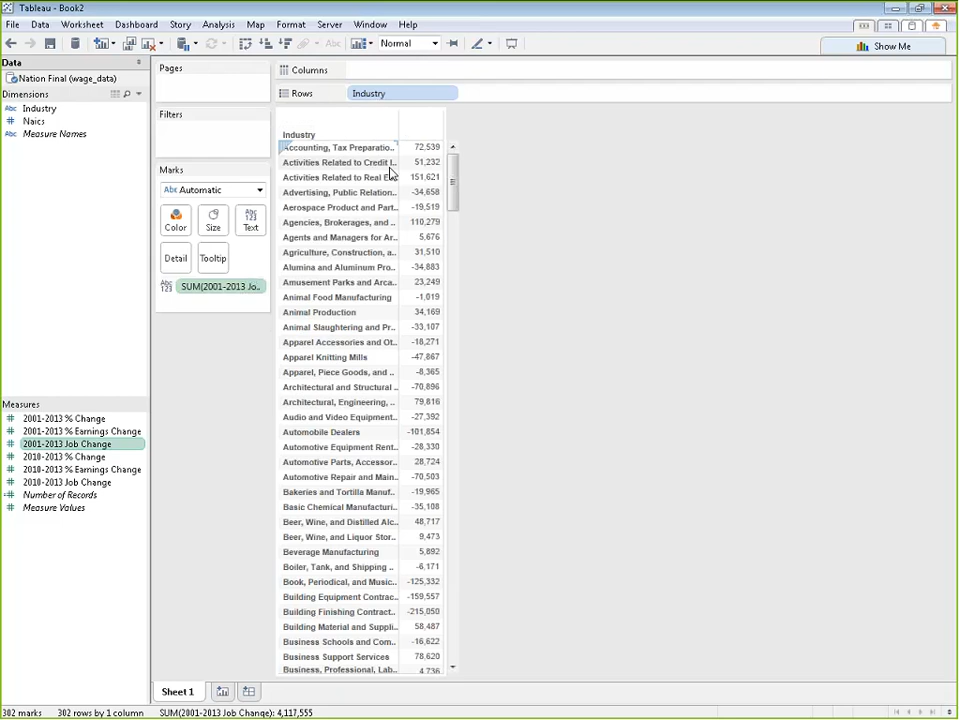 Tableau - Book2
File Data Worksheet Dashboard Story Analysis Map Format Server Window Help
Normal
Show Me
Data
Nation Final (wage_data)
Dimensions
Abc Industry
Naics
Abc Measure Names
Measures
2001-2013 % Change
2001-2013 % Earnings Change
2001-2013 Job Change
2010-2013 % Change
2010-2013 % Earnings Change
2010-2013 Job Change
Number of Records
Measure Values
Pages
Filters
Marks
Abc Automatic
Color Size Abc 123 Text
Detail Tooltip
Abc 123 SUM(2001-2013 Jo..
Columns
Rows Industry
Industry
Accounting, Tax Preparatio.. 72,539
Activities Related to Credit I.. 51,232
Activities Related to Real E.. 151,621
Advertising, Public Relation.. -34,658
Aerospace Product and Part.. -19,519
Agencies, Brokerages, and .. 110,279
Agents and Managers for Ar.. 5,676
Agriculture, Construction, a.. 31,510
Alumina and Aluminum Pro.. -34,883
Amusement Parks and Arca.. 23,249
Animal Food Manufacturing -1,019
Animal Production 34,169
Animal Slaughtering and Pr.. -33,107
Apparel Accessories and Ot.. -18,271
Apparel Knitting Mills -47,867
Apparel, Piece Goods, and .. -8,365
Architectural and Structural .. -70,896
Architectural, Engineering, .. 79,816
Audio and Video Equipment.. -27,392
Automobile Dealers -101,854
Automotive Equipment Rent.. -28,330
Automotive Parts, Accessor.. 28,724
Automotive Repair and Main.. -70,503
Bakeries and Tortilla Manuf.. -19,965
Basic Chemical Manufacturi.. -35,108
Beer, Wine, and Distilled Alc.. 48,717
Beer, Wine, and Liquor Stor.. 9,473
Beverage Manufacturing 5,892
Boiler, Tank, and Shipping .. -6,171
Book, Periodical, and Music.. -125,332
Building Equipment Contrac.. -159,557
Building Finishing Contract.. -215,050
Building Material and Suppli.. 58,487
Business Schools and Com.. -16,622
Business Support Services 78,620
Business, Professional, Lab.. 4,736
Sheet 1
302 marks 302 rows by 1 column SUM(2001-2013 Job Change): 4,117,555